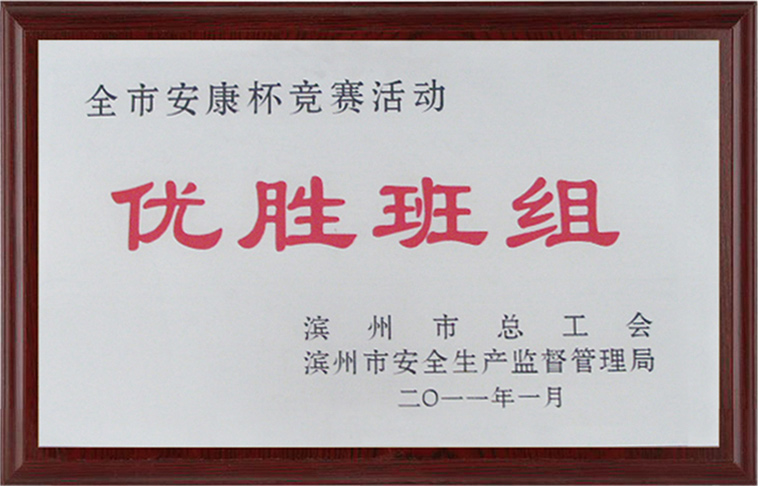 全市安康杯竞赛活动
优胜班组
滨州市总工会
滨州市安全生产监督管理局
二〇一一年一月